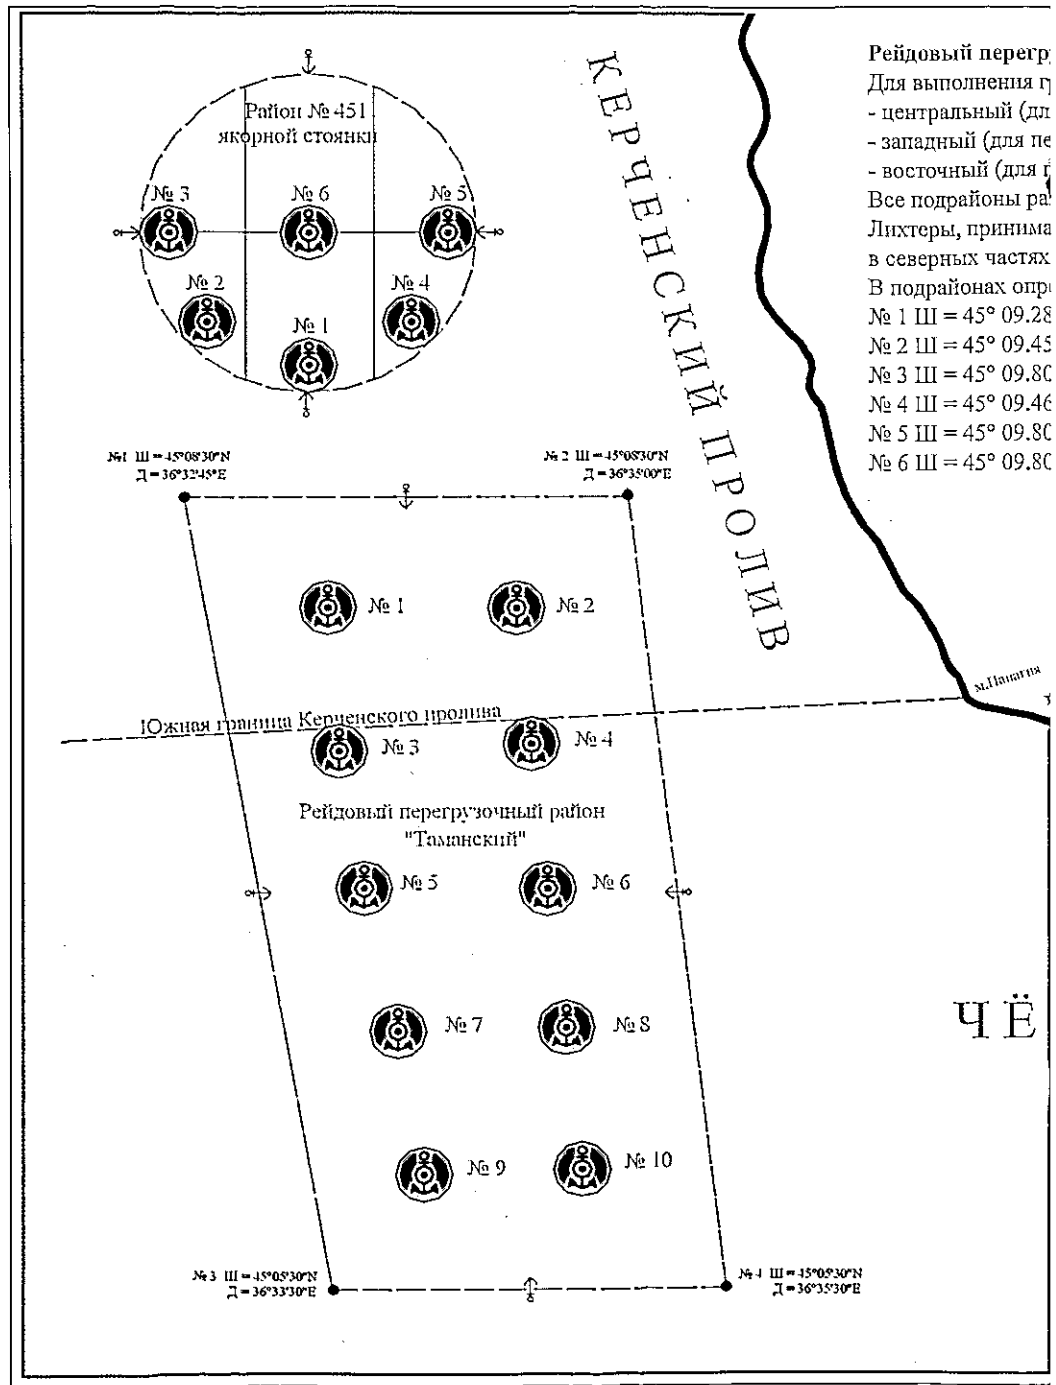 Район № 451
якорной стоянки
№ 3
№ 6
№ 5
№ 2
№ 4
№ 1
КЕРЧЕНСКИЙ ПРОЛИВ
Рейдовый перегр
Для выполнения
- центральный (дл
- западный (для пе
- восточный (для
Все подрайоны ра
Лихтеры, принима
в северных частях
В подрайонах опр
№ 1 Ш = 45° 09.28
№ 2 Ш = 45° 09.45
№ 3 Ш = 45° 09.80
№ 4 Ш = 45° 09.46
№ 5 Ш = 45° 09.80
№ 6 Ш = 45° 09.80
№1 Ш = 45°08'30"N
Д = 36°32'45"E
№ 2 Ш = 45°08'30"N
Д = 36°35'00"E
№ 1
№ 2
м.Панагия
Южная граница Керченского пролива
№ 3
№ 4
Рейдовый перегрузочный район
"Таманский"
№ 5
№ 6
№ 7
№ 8
ЧЁ
№ 9
№ 10
№ 3 Ш = 45°05'30"N
Д = 36°33'30"E
№ 4 Ш = 45°05'30"N
Д = 36°35'30"E